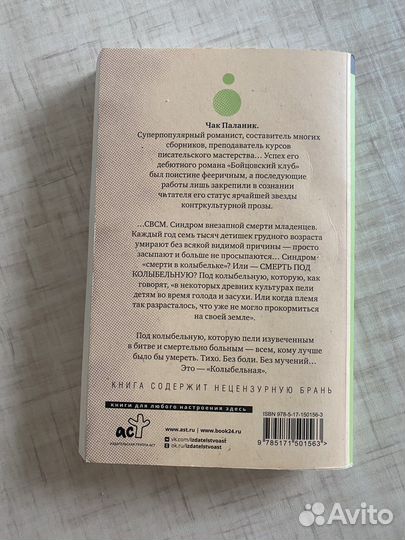 Чак Паланик.
Суперпопулярный романист, составитель многих
сборников, преподаватель курсов
писательского мастерства... Успех его
дебютного романа «Бойцовский клуб»
был поистине фееричным, а последующие
работы лишь закрепили в сознании
читателя его статус ярчайшей звезды
контркультурной прозы.
...СВСМ. Синдром внезапной смерти младенцев.
Каждый год семь тысяч детишек грудного возраста
умирают без всякой видимой причины — просто
засыпают и больше не просыпаются... Синдром
«смерти в колыбельке»? Или — СМЕРТЬ ПОД
КОЛЫБЕЛЬНУЮ? Под колыбельную, которую, как
говорят, «в некоторых древних культурах пели
детям во время голода и засухи. Или когда племя
так разрасталось, что уже не могло прокормиться
на своей земле».
Под колыбельную, которую пели изувеченным
в битве и смертельно больным — всем, кому лучше
было бы умереть. Тихо. Без боли. Без мучений...
Это — «Колыбельная».
КНИГА СОДЕРЖИТ НЕЦЕНЗУРНУЮ БРАНЬ
книги для любого настроения здесь
аст
ИЗДАТЕЛЬСКАЯ ГРУППА АСТ
www.ast.ru | www.book24.ru
vk.com/izdatelstvoast
ok.ru/izdatelstvoast
ISBN 978-5-17-150156-3
9 785171 501563 >
Avito